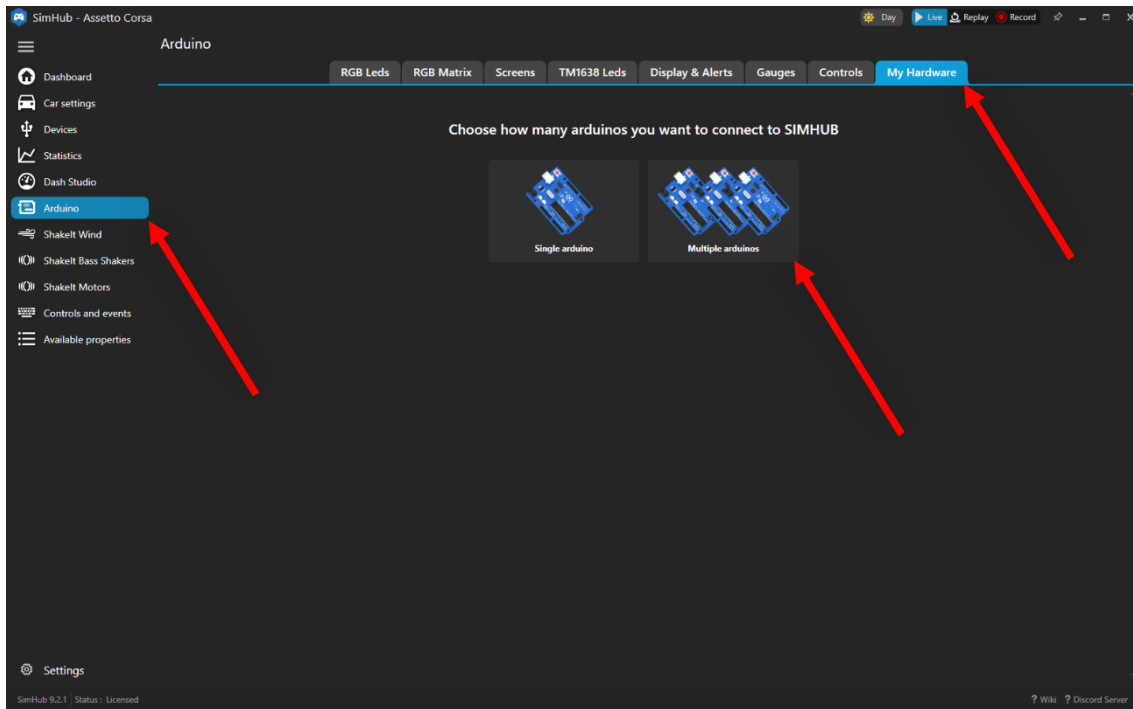 SimHub - Assetto Corsa
Day
Live
Replay
Record
Arduino
Dashboard
Car settings
Devices
Statistics
Dash Studio
Arduino
ShakeIt Wind
ShakeIt Bass Shakers
ShakeIt Motors
Controls and events
Available properties
RGB Leds
RGB Matrix
Screens
TM1638 Leds
Display & Alerts
Gauges
Controls
My Hardware
Choose how many arduinos you want to connect to SIMHUB
Single arduino
Multiple arduinos
Settings
SimHub 9.2.1 | Status : Licensed
? Wiki ? Discord Server